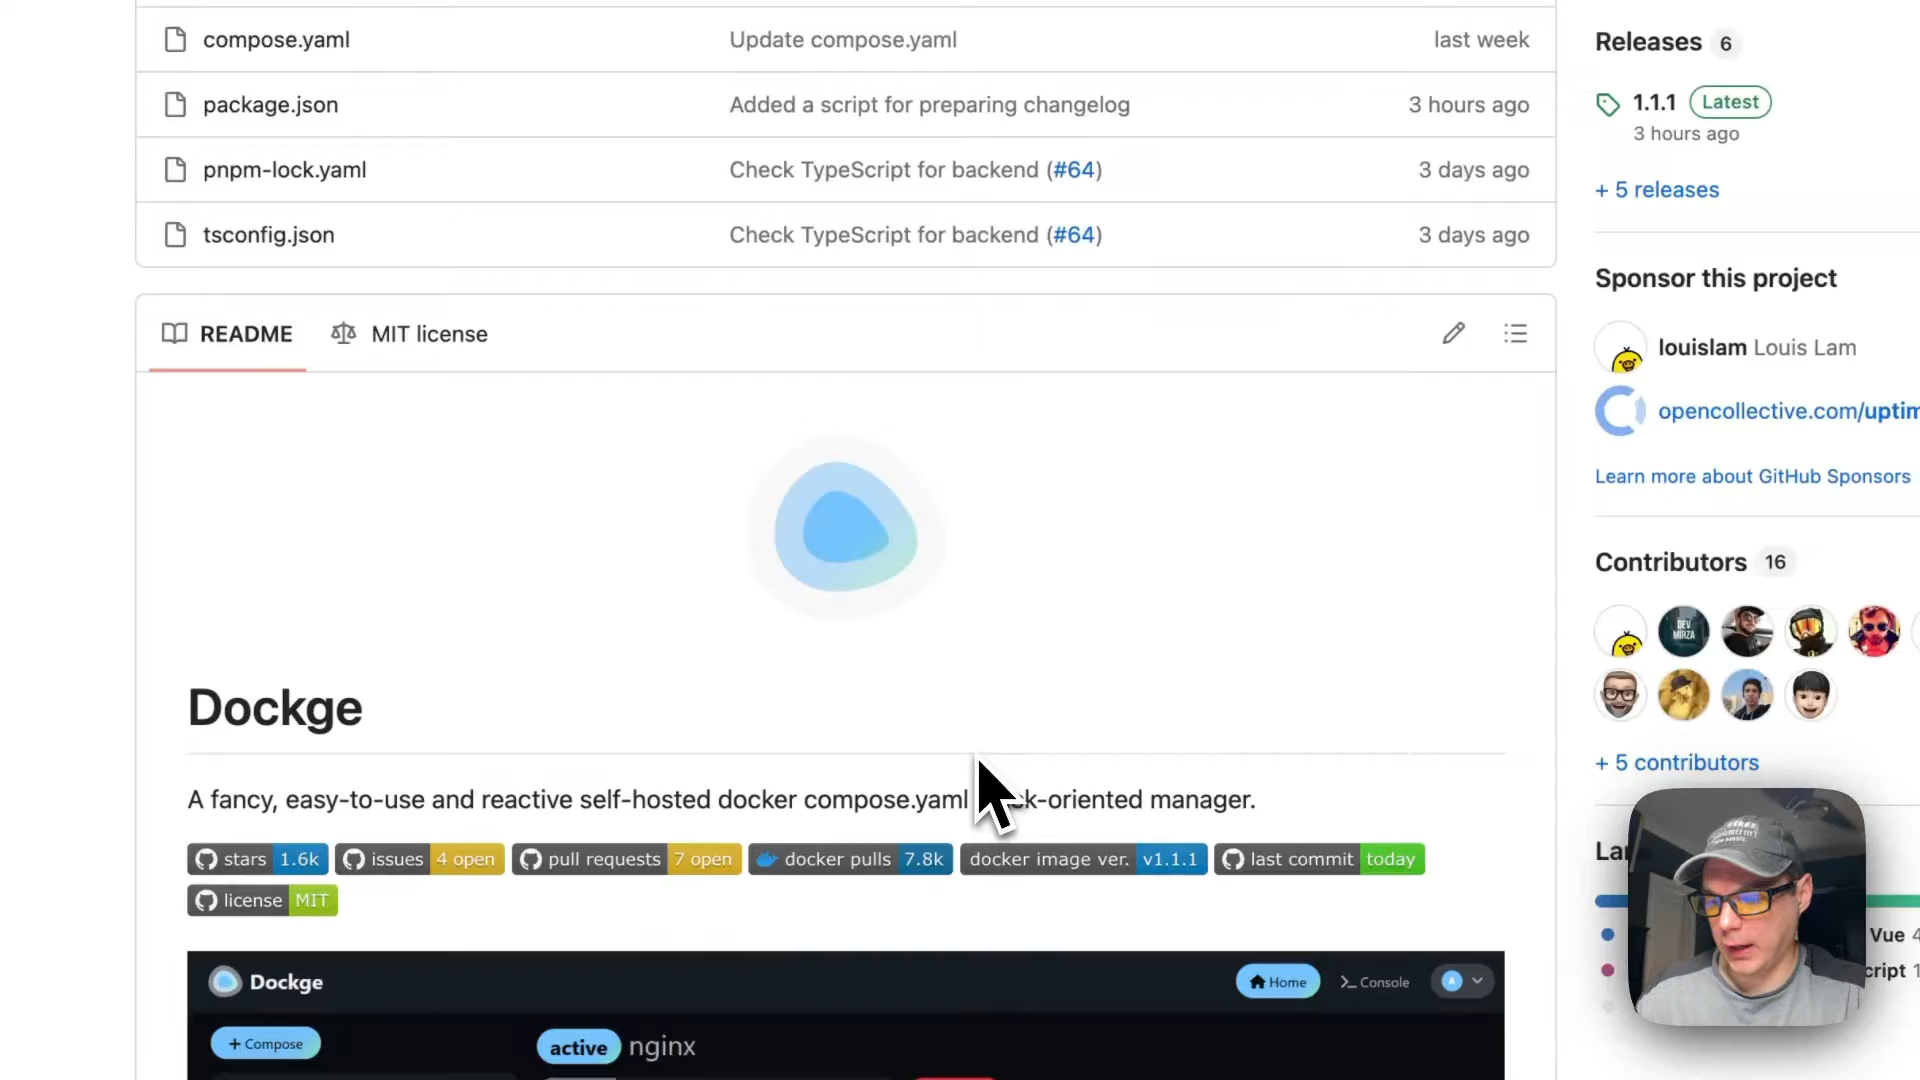 compose.yaml Update compose.yaml last week
package.json Added a script for preparing changelog 3 hours ago
pnpm-lock.yaml Check TypeScript for backend (#64) 3 days ago
tsconfig.json Check TypeScript for backend (#64) 3 days ago
README MIT license
Dockge
A fancy, easy-to-use and reactive self-hosted docker compose.yaml -oriented manager.
stars 1.6k issues 4 open pull requests 7 open docker pulls 7.8k docker image ver. v1.1.1 last commit today
license MIT
Dockge Home Console A
+ Compose active nginx
Releases 6
1.1.1 Latest
3 hours ago
+ 5 releases
Sponsor this project
louislam Louis Lam
opencollective.com/uptim
Learn more about GitHub Sponsors
Contributors 16
DEV
MIRZA
+ 5 contributors
Vue